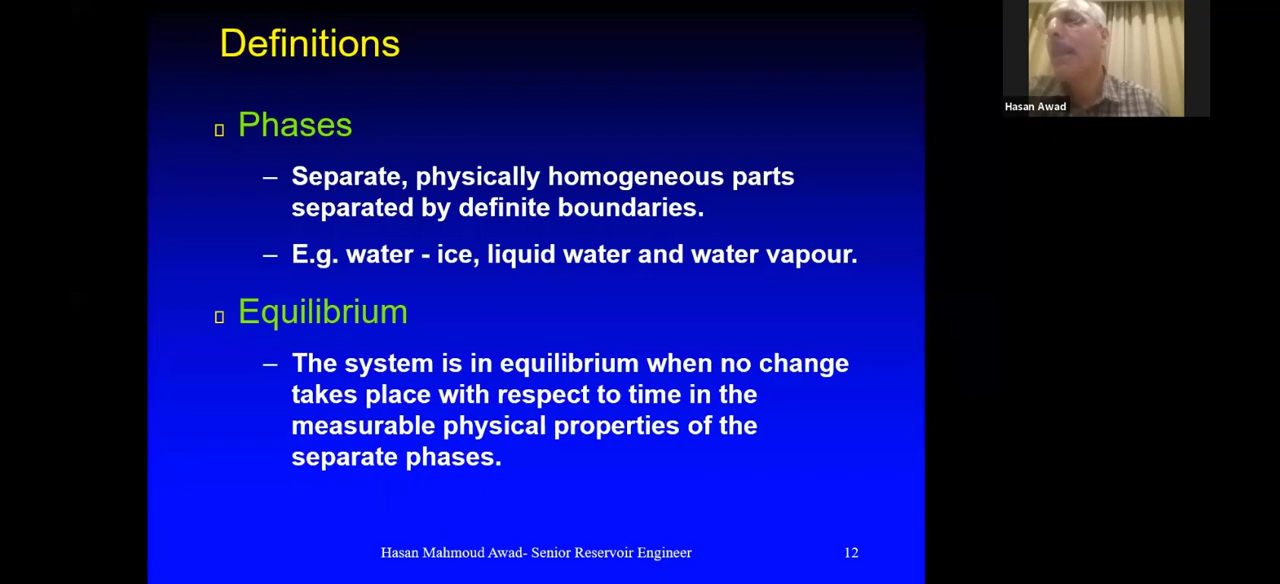 Definitions
Phases
– Separate, physically homogeneous parts
separated by definite boundaries.
– E.g. water - ice, liquid water and water vapour.
Equilibrium
– The system is in equilibrium when no change
takes place with respect to time in the
measurable physical properties of the
separate phases.
Hasan Mahmoud Awad- Senior Reservoir Engineer
12
Hasan Awad